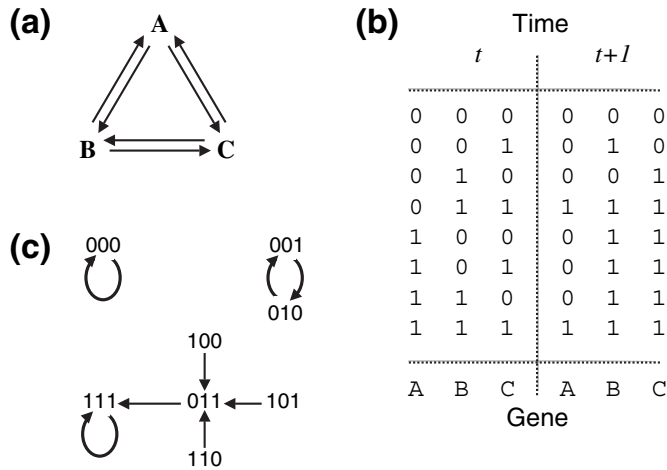 (a)
A
B C
(b)
Time
t t+1
0 0 0 0 0 0
0 0 1 0 1 0
0 1 0 0 0 1
0 1 1 1 1 1
1 0 0 0 1 1
1 0 1 0 1 1
1 1 0 0 1 1
1 1 1 1 1 1
A B C A B C
Gene
(c)
000 001
010
100
111 011 101
110